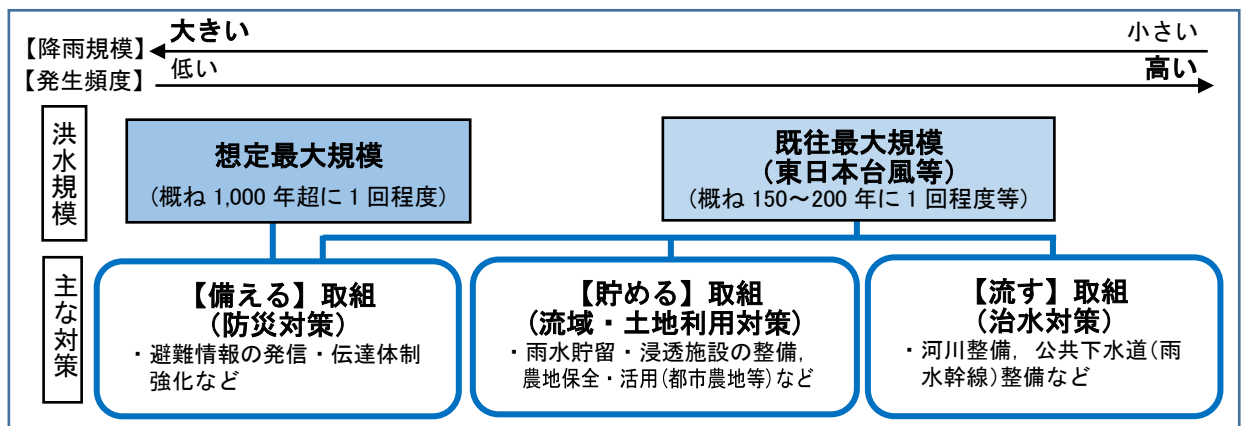 【降雨規模】 大きい 小さい
【発生頻度】 低い 高い
洪水規模
想定最大規模
(概ね 1,000 年超に 1 回程度)
既往最大規模
(東日本台風等)
(概ね 150～200 年に 1 回程度等)
主な対策
【備える】取組
(防災対策)
・避難情報の発信・伝達体制
強化など
【貯める】取組
(流域・土地利用対策)
・雨水貯留・浸透施設の整備，
農地保全・活用(都市農地等)など
【流す】取組
(治水対策)
・河川整備，公共下水道(雨
水幹線)整備など